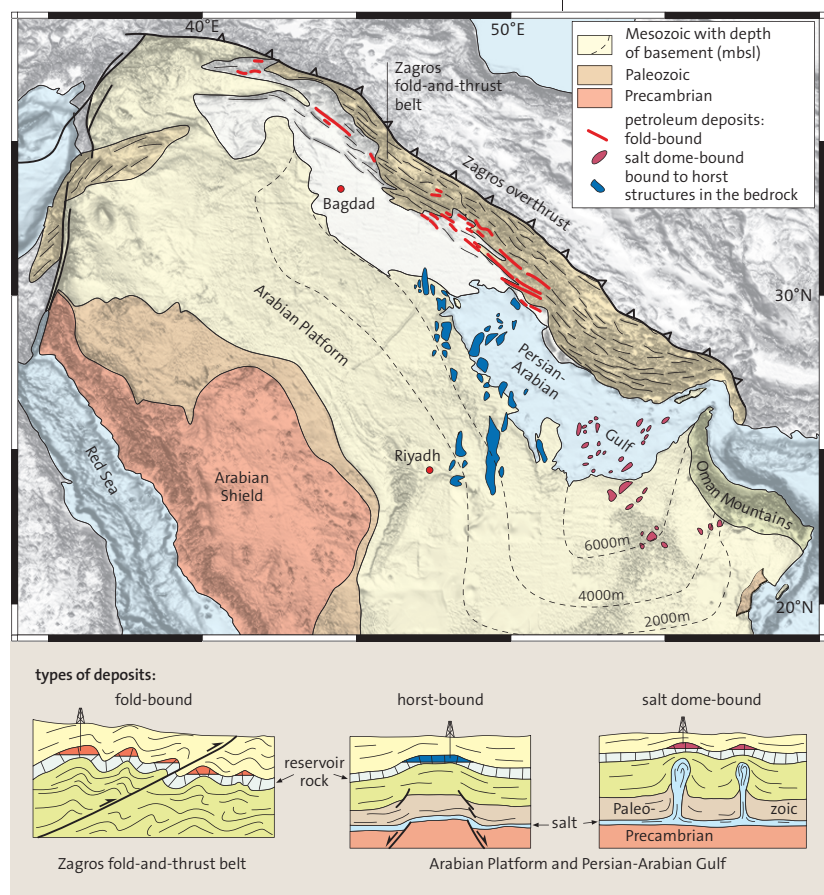 40°E
50°E
Mesozoic with depth
of basement (mbsl)
Paleozoic
Precambrian
petroleum deposits:
fold-bound
salt dome-bound
bound to horst
structures in the bedrock
Zagros
fold-and-thrust
belt
Zagros overthrust
Bagdad
30°N
Arabian Platform
Persian-
Arabian
Gulf
Riyadh
Red Sea
Arabian
Shield
Oman Mountains
6000m
4000m
2000m
20°N
types of deposits:
fold-bound
horst-bound
salt dome-bound
reservoir
rock
salt
Paleo-
zoic
Precambrian
Zagros fold-and-thrust belt
Arabian Platform and Persian-Arabian Gulf